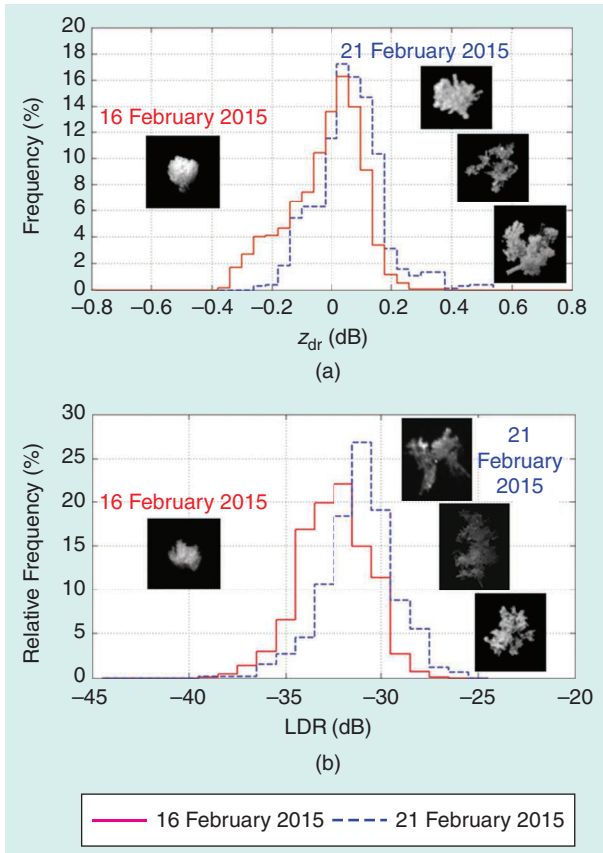 20
18
16
14
12
10
8
6
4
2
0
Frequency (%)
16 February 2015
21 February 2015
–0.8 –0.6 –0.4 –0.2 0 0.2 0.4 0.6 0.8
zdr (dB)
(a)
30
25
20
15
10
5
0
Relative Frequency (%)
16 February 2015
21
February
2015
–45 –40 –35 –30 –25 –20
LDR (dB)
(b)
16 February 2015 21 February 2015